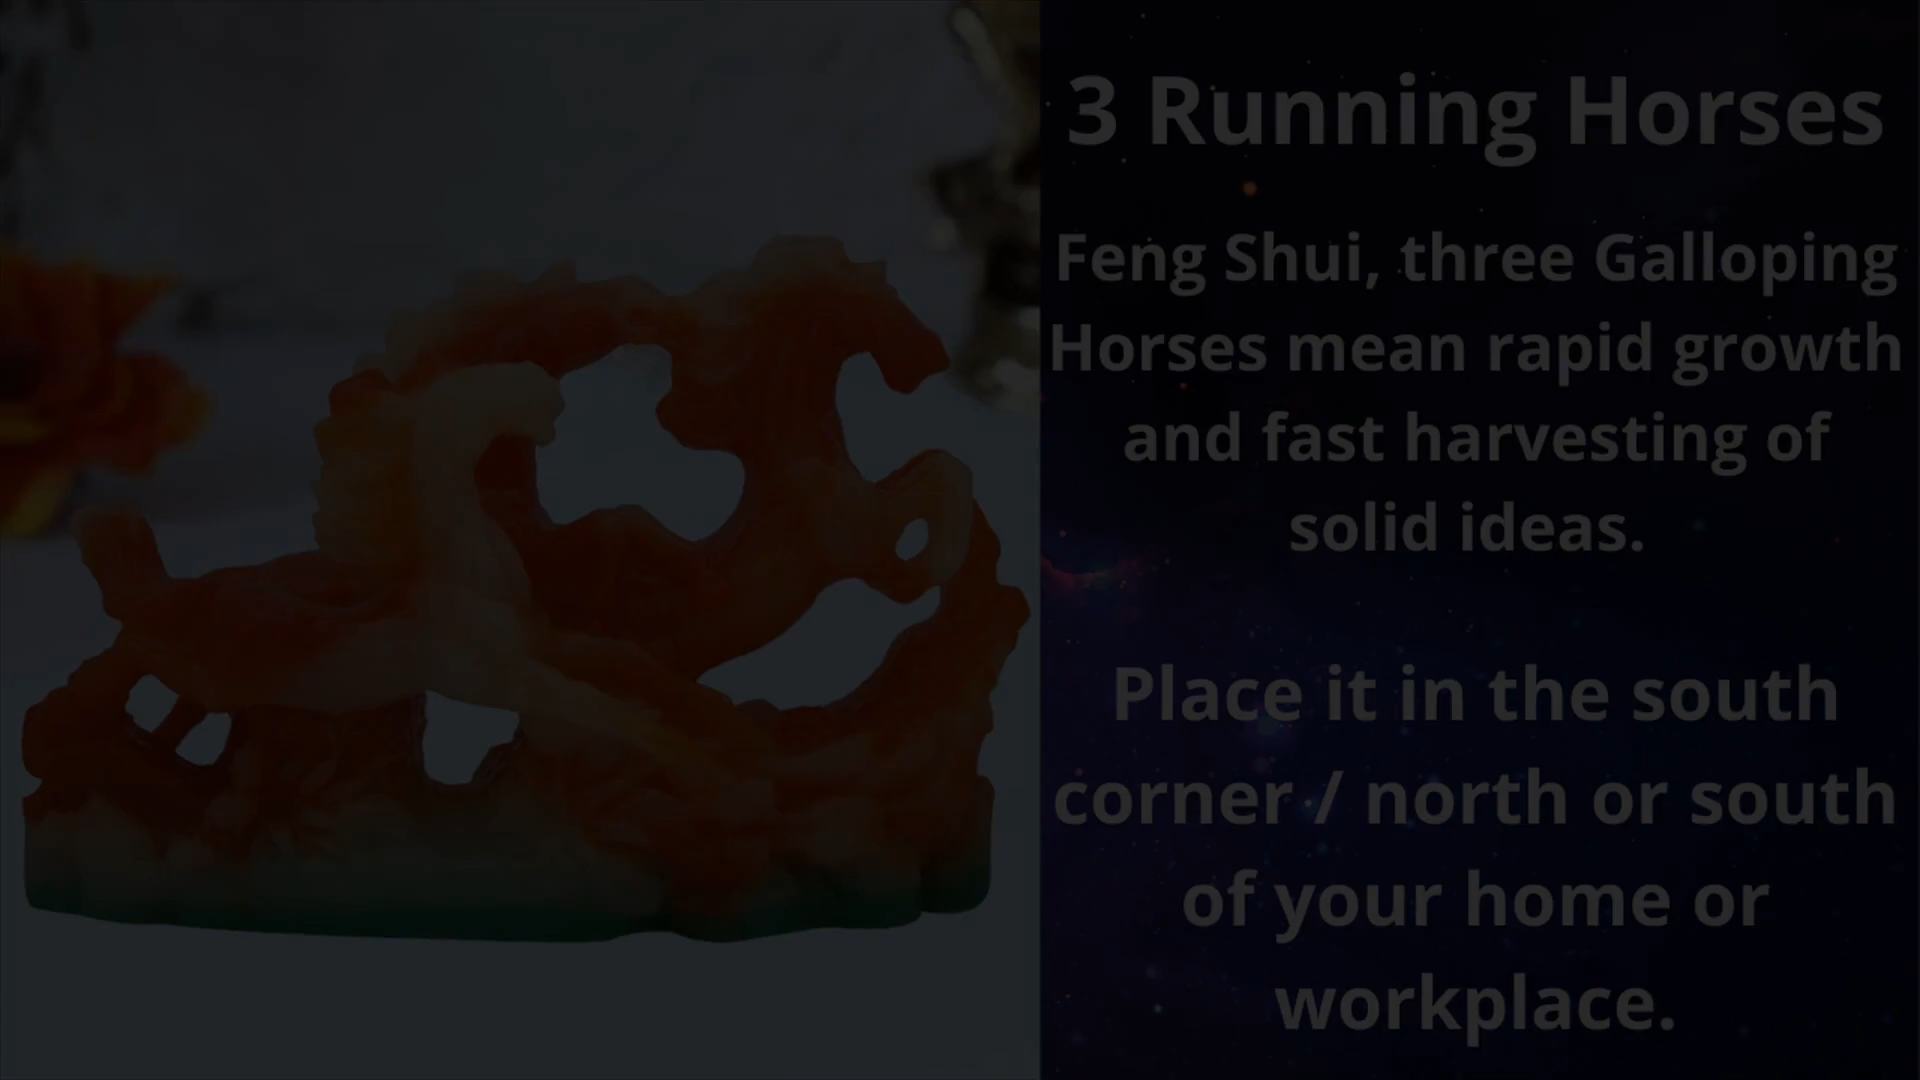 3 Running Horses
Feng Shui, three Galloping
Horses mean rapid growth
and fast harvesting of
solid ideas.
Place it in the south
corner / north or south
of your home or
workplace.